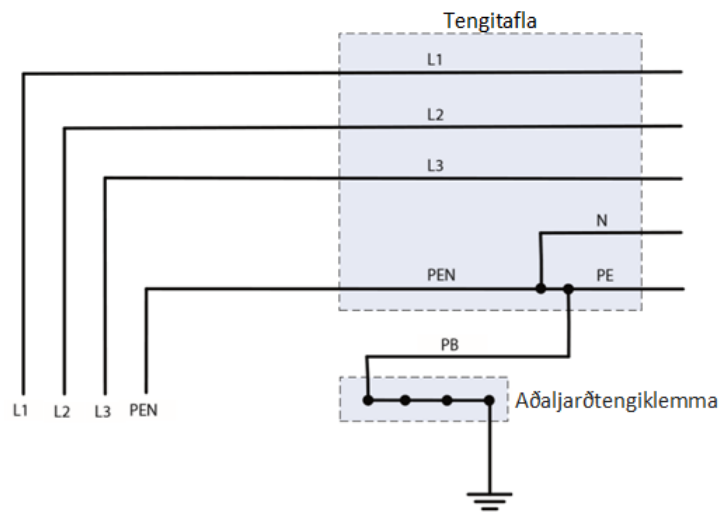 Tengitafla
L1
L2
L3
N
PEN
PE
PB
Aðaljarðtengiklemma
L1
L2
L3
PEN